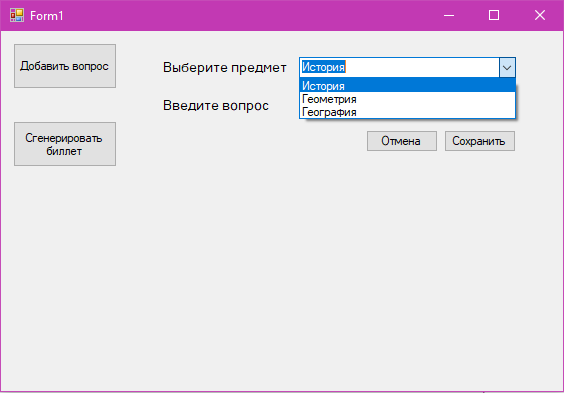 Form1
Добавить вопрос
Выберите предмет
История
История
Геометрия
География
Введите вопрос
Отмена
Сохранить
Сгенерировать
биллет